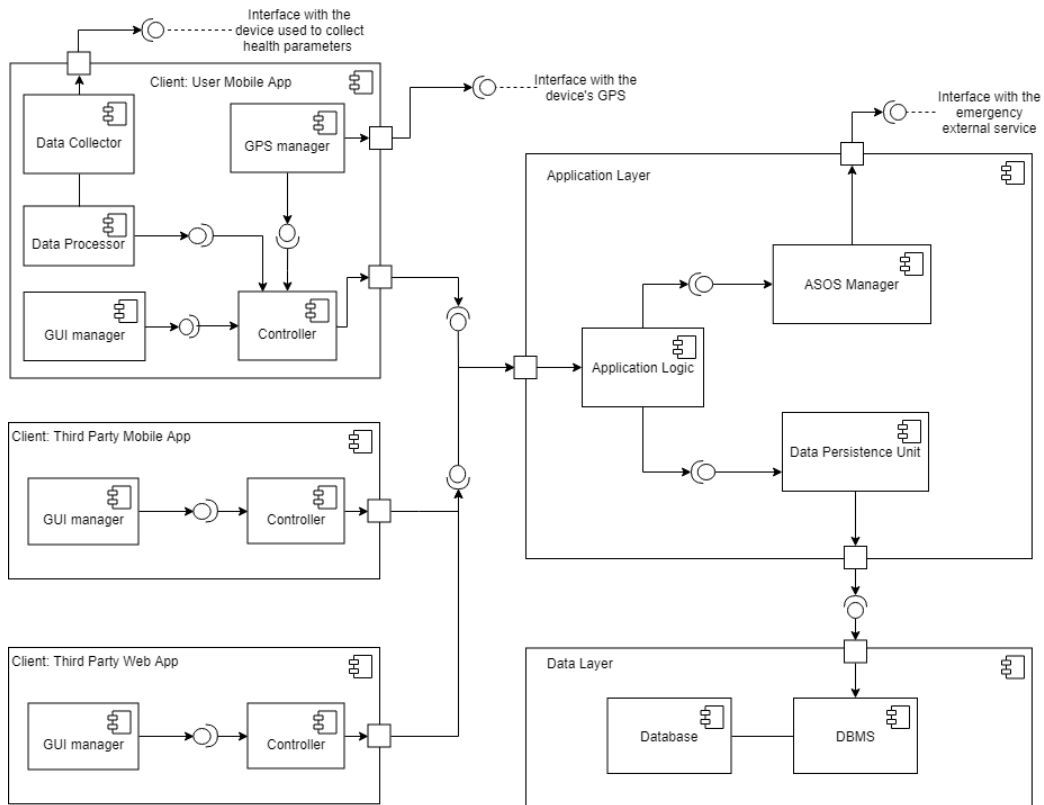 Interface with the
device used to collect
health parameters
Client: User Mobile App
Data Collector
GPS manager
Data Processor
GUI manager
Controller
Interface with the
device's GPS
Interface with the
emergency
external service
Application Layer
ASOS Manager
Application Logic
Data Persistence Unit
Client: Third Party Mobile App
GUI manager
Controller
Client: Third Party Web App
GUI manager
Controller
Data Layer
Database
DBMS